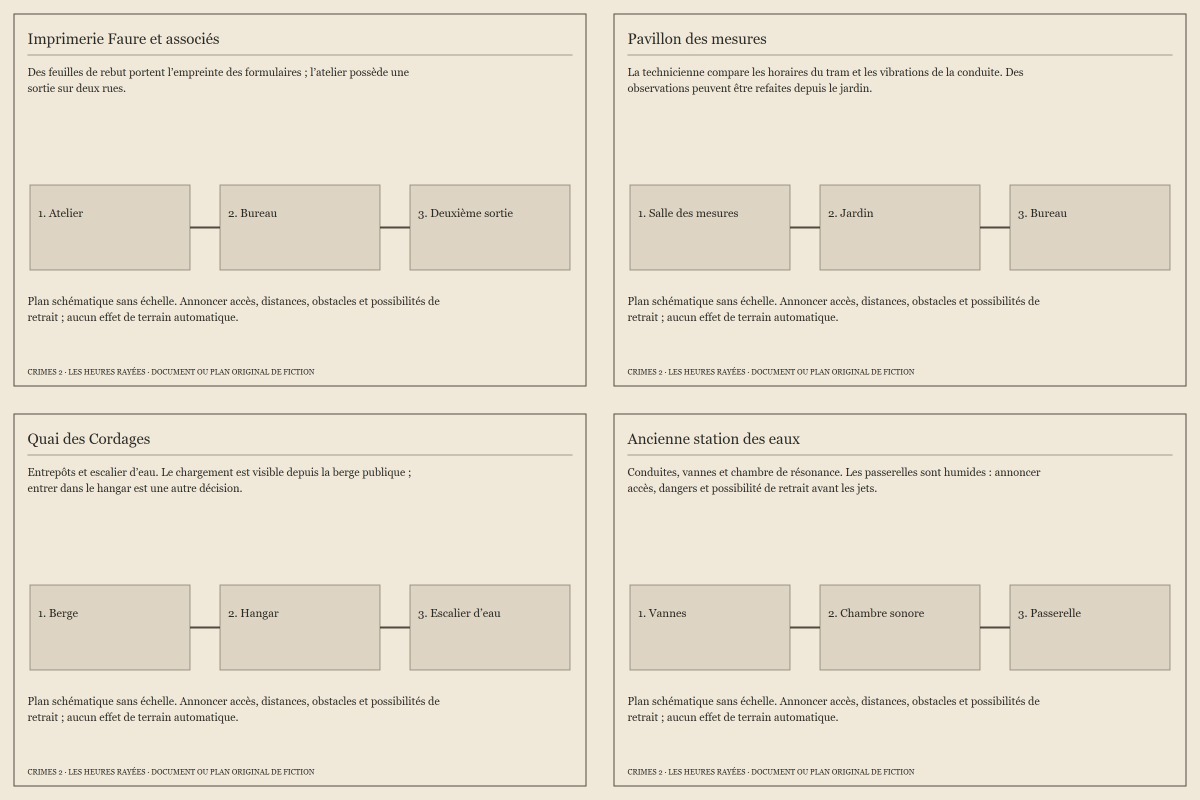 Imprimerie Faure et associés
Des feuilles de rebut portent l’empreinte des formulaires ; l’atelier possède une
sortie sur deux rues.
1. Atelier
2. Bureau
3. Deuxième sortie
Plan schématique sans échelle. Annoncer accès, distances, obstacles et possibilités de
retrait ; aucun effet de terrain automatique.
CRIMES 2 · LES HEURES RAYÉES · DOCUMENT OU PLAN ORIGINAL DE FICTION
Pavillon des mesures
La technicienne compare les horaires du tram et les vibrations de la conduite. Des
observations peuvent être refaites depuis le jardin.
1. Salle des mesures
2. Jardin
3. Bureau
Plan schématique sans échelle. Annoncer accès, distances, obstacles et possibilités de
retrait ; aucun effet de terrain automatique.
CRIMES 2 · LES HEURES RAYÉES · DOCUMENT OU PLAN ORIGINAL DE FICTION
Quai des Cordages
Entrepôts et escalier d’eau. Le chargement est visible depuis la berge publique ;
entrer dans le hangar est une autre décision.
1. Berge
2. Hangar
3. Escalier d’eau
Plan schématique sans échelle. Annoncer accès, distances, obstacles et possibilités de
retrait ; aucun effet de terrain automatique.
CRIMES 2 · LES HEURES RAYÉES · DOCUMENT OU PLAN ORIGINAL DE FICTION
Ancienne station des eaux
Conduites, vannes et chambre de résonance. Les passerelles sont humides : annoncer
accès, dangers et possibilité de retrait avant les jets.
1. Vannes
2. Chambre sonore
3. Passerelle
Plan schématique sans échelle. Annoncer accès, distances, obstacles et possibilités de
retrait ; aucun effet de terrain automatique.
CRIMES 2 · LES HEURES RAYÉES · DOCUMENT OU PLAN ORIGINAL DE FICTION